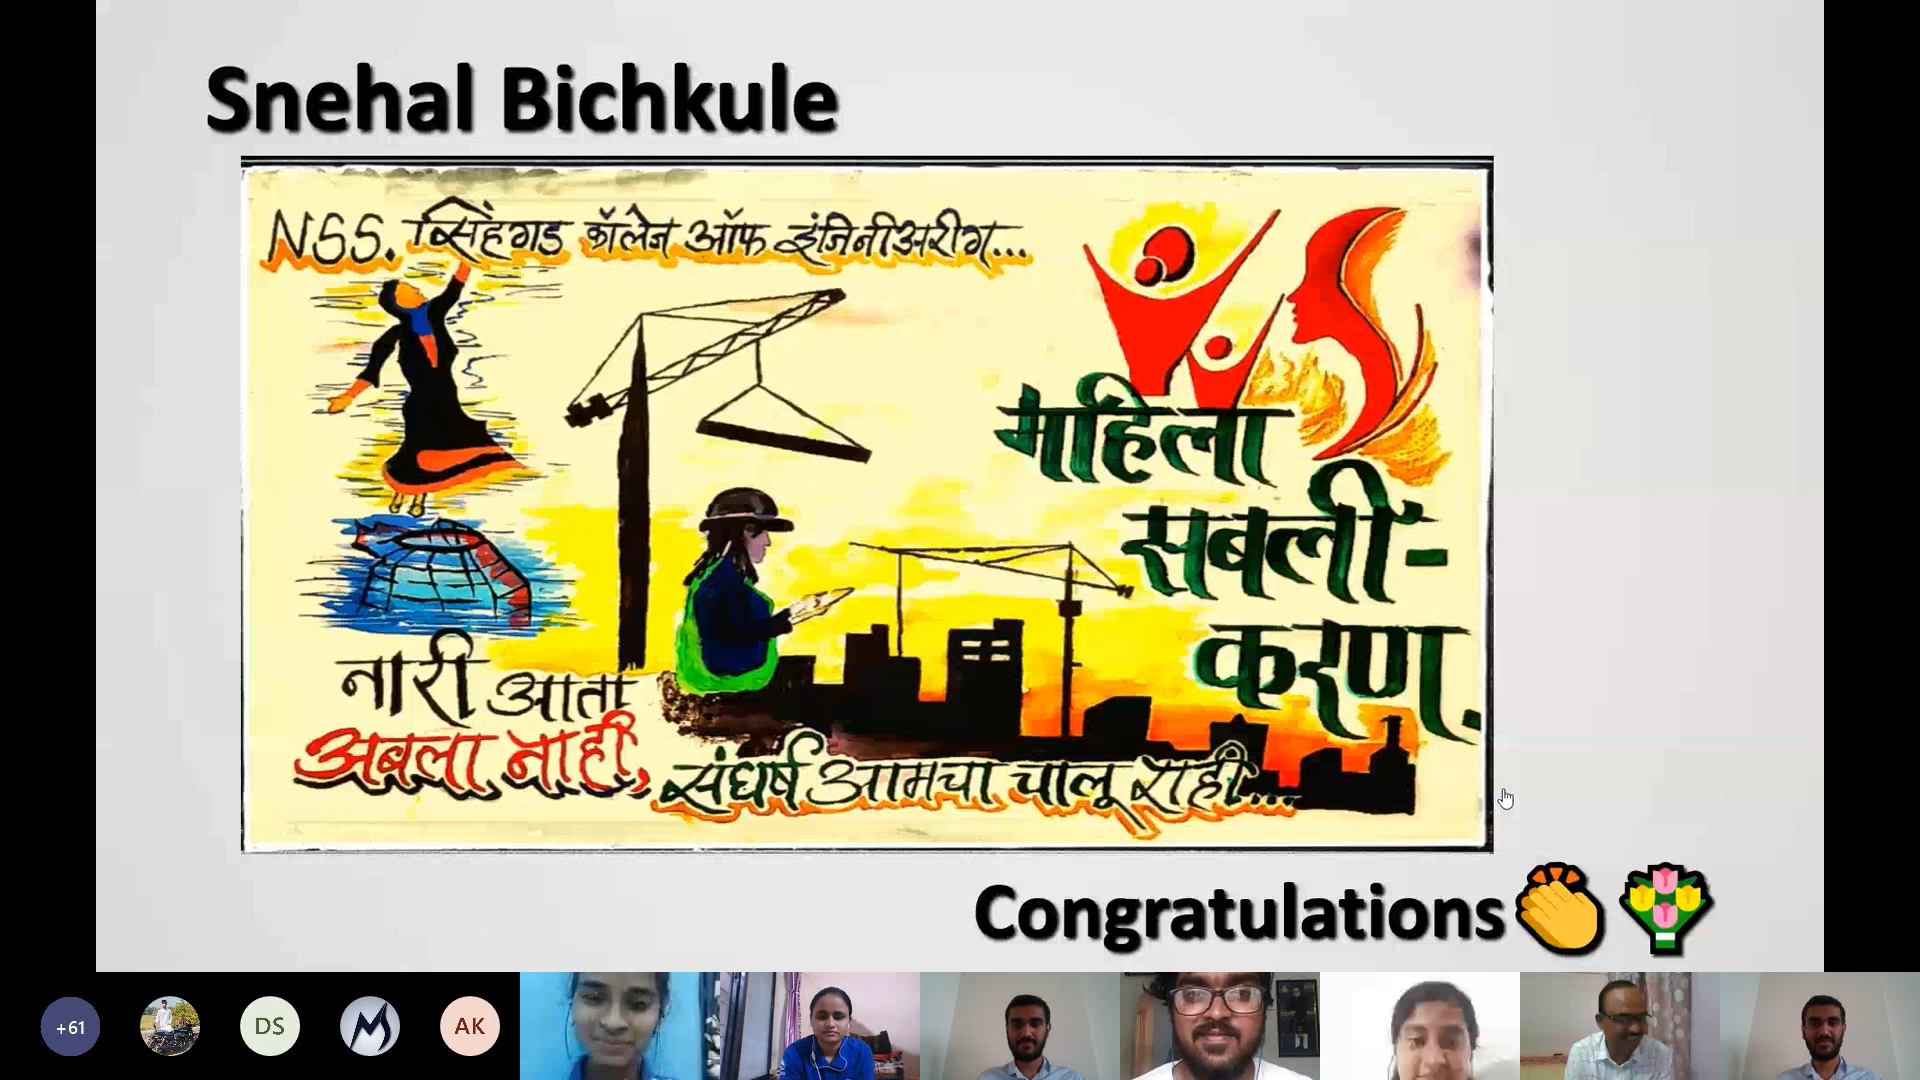 Snehal Bichkule
NSS. सिंहगड कॉलेज ऑफ इंजिनीअरींग...
महिला
सबली-
करण.
नारी आता
अबला नाही,
संघर्ष आमचा चालू राही...
Congratulations
+61
DS
AK